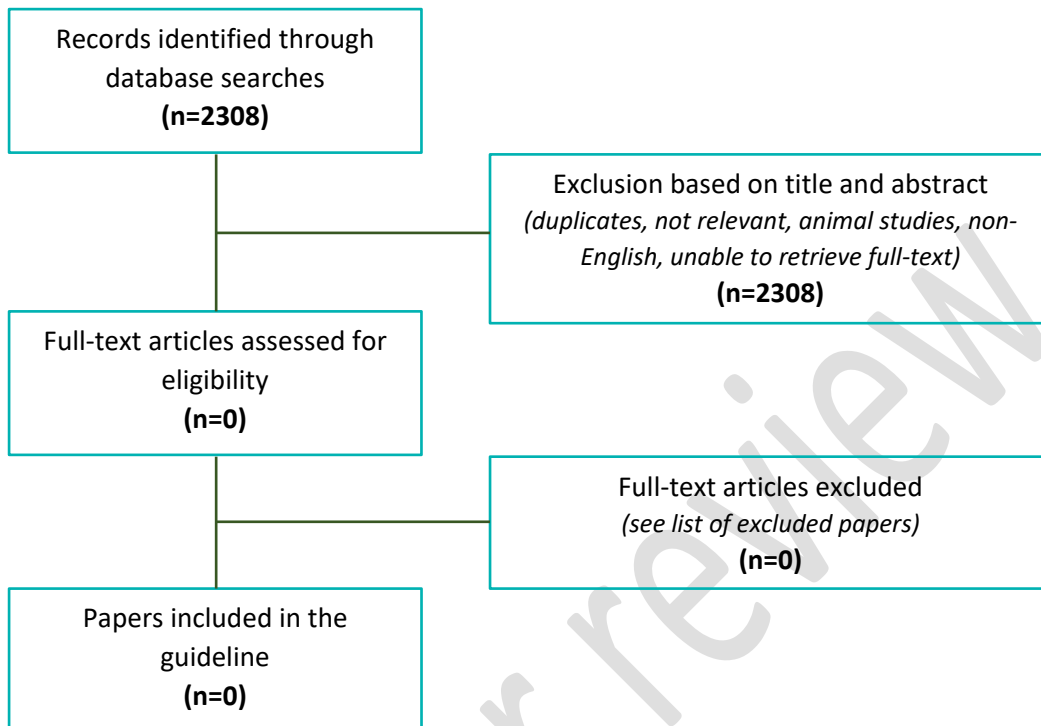 Records identified through
database searches
(n=2308)
Exclusion based on title and abstract
(duplicates, not relevant, animal studies, non-
English, unable to retrieve full-text)
(n=2308)
Full-text articles assessed for
eligibility
(n=0)
Full-text articles excluded
(see list of excluded papers)
(n=0)
Papers included in the
guideline
(n=0)
r review